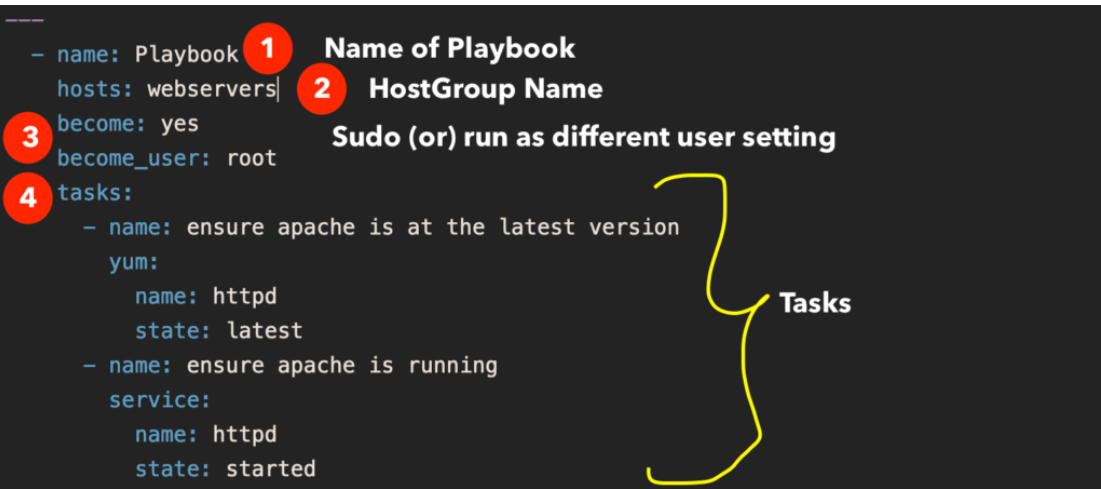 ---
- name: Playbook 1 Name of Playbook
hosts: webservers 2 HostGroup Name
3 become: yes
Sudo (or) run as different user setting
become_user: root
4 tasks:
- name: ensure apache is at the latest version
yum:
name: httpd
state: latest
Tasks
- name: ensure apache is running
service:
name: httpd
state: started